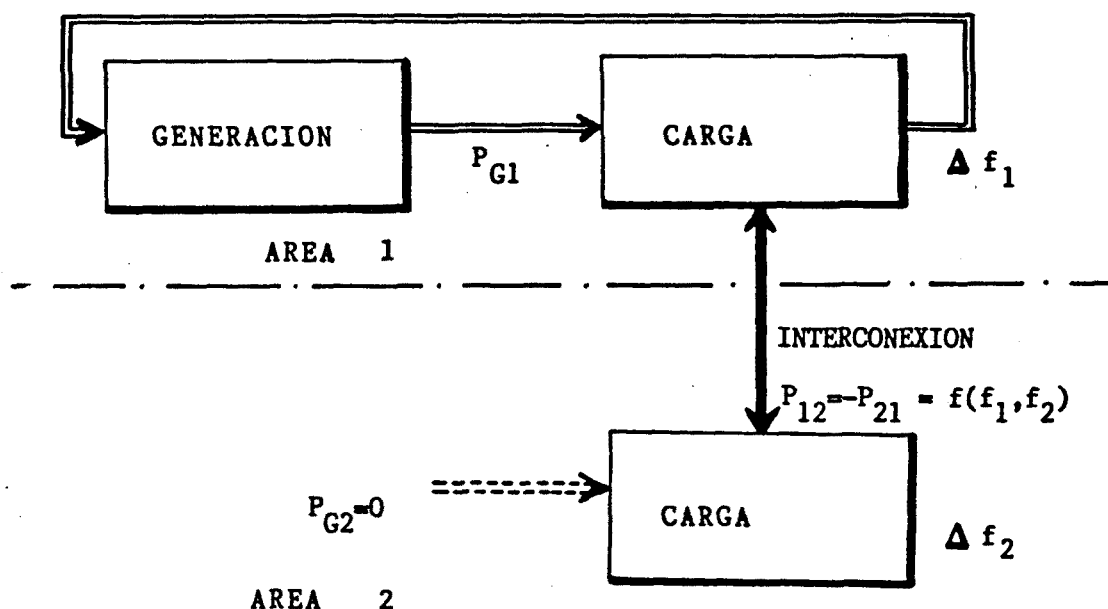 GENERACION
P_G1
CARGA
Δ f_1
AREA 1
INTERCONEXION
P_12=-P_21 = f(f_1,f_2)
P_G2=0
CARGA
Δ f_2
AREA 2